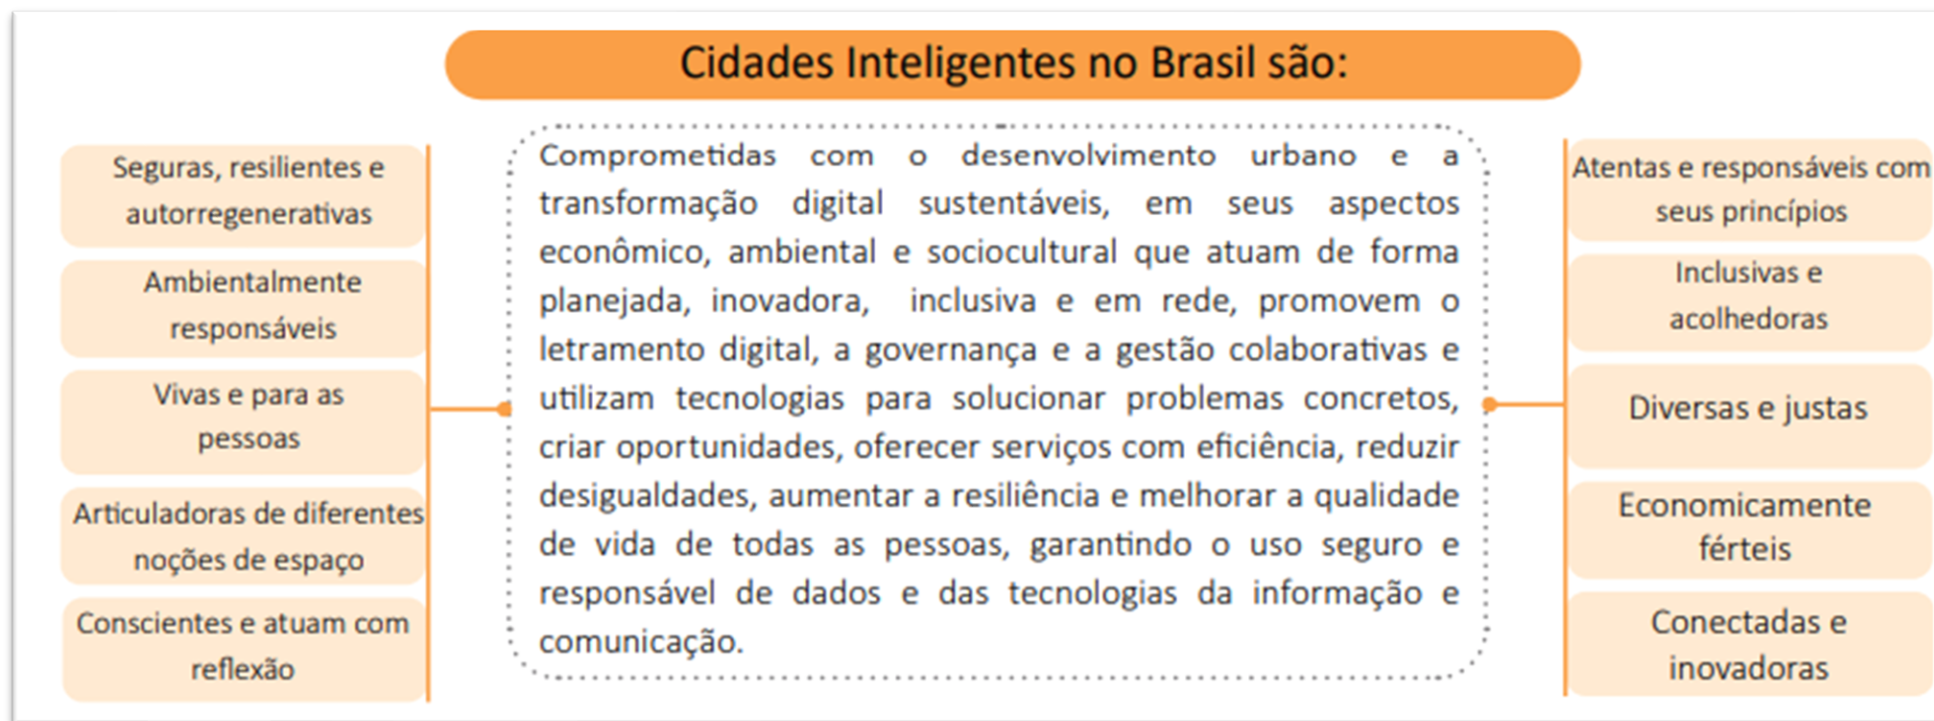 Cidades Inteligentes no Brasil são:
Seguras, resilientes e
autorregenerativas
Ambientalmente
responsáveis
Vivas e para as
pessoas
Articuladoras de diferentes
noções de espaço
Conscientes e atuam com
reflexão
Comprometidas com o desenvolvimento urbano e a
transformação digital sustentáveis, em seus aspectos
econômico, ambiental e sociocultural que atuam de forma
planejada, inovadora, inclusiva e em rede, promovem o
letramento digital, a governança e a gestão colaborativas e
utilizam tecnologias para solucionar problemas concretos,
criar oportunidades, oferecer serviços com eficiência, reduzir
desigualdades, aumentar a resiliência e melhorar a qualidade
de vida de todas as pessoas, garantindo o uso seguro e
responsável de dados e das tecnologias da informação e
comunicação.
Atentas e responsáveis com
seus princípios
Inclusivas e
acolhedoras
Diversas e justas
Economicamente
férteis
Conectadas e
inovadoras